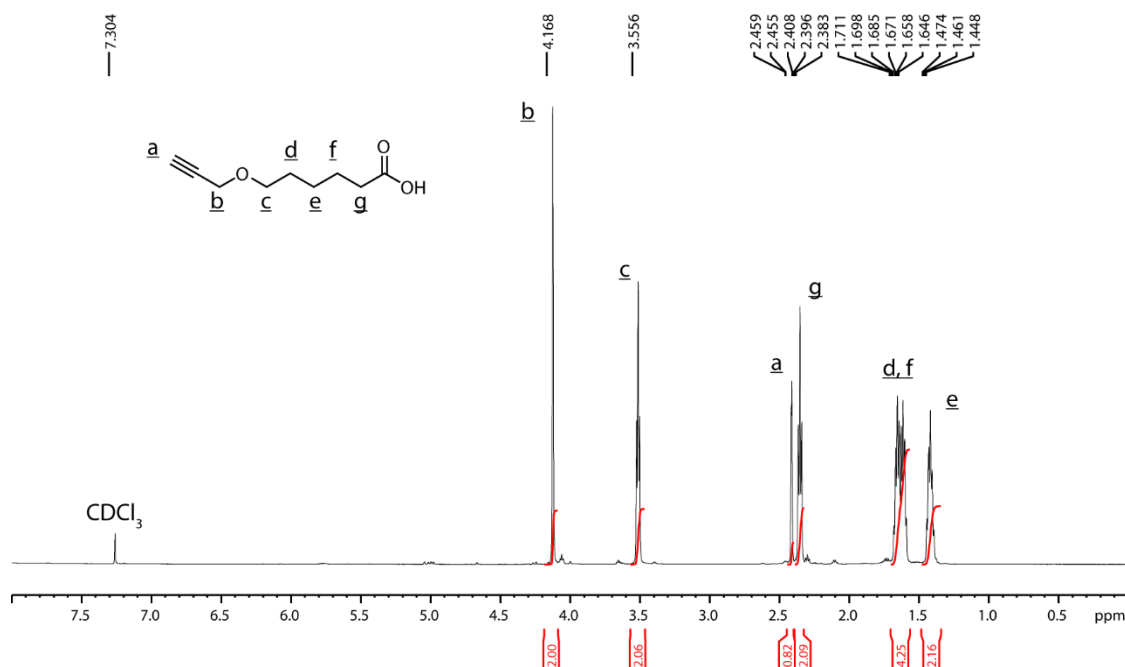 7.304
4.168
3.556
2.459
2.455
2.408
2.396
2.383
1.711
1.698
1.685
1.671
1.658
1.646
1.474
1.461
1.448
a
b
O
c
d
e
f
g
O
OH
b
c
a
g
d, f
e
CDCl3
7.5 7.0 6.5 6.0 5.5 5.0 4.5 4.0 3.5 3.0 2.5 2.0 1.5 1.0 0.5 ppm
2.00
2.06
0.82
2.09
4.25
2.16